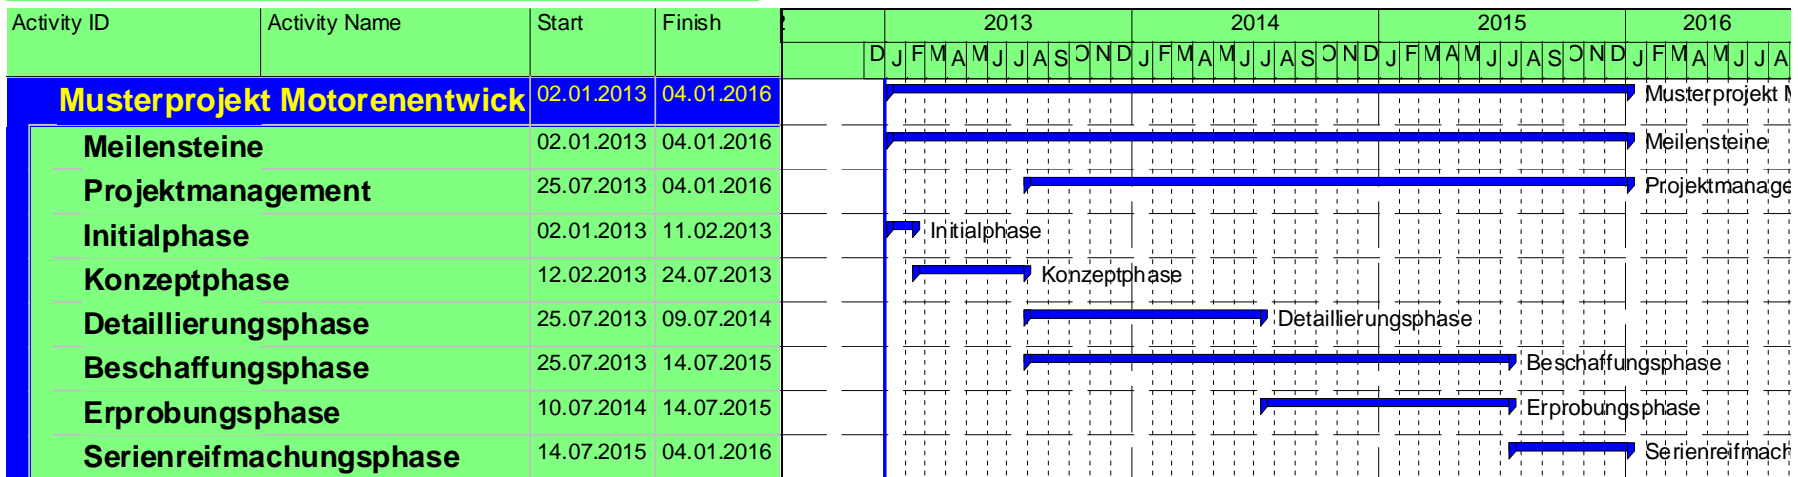 Activity ID Activity Name Start Finish 2013 2014 2015 2016
D J F M A M J J A S O N D J F M A M J J A S O N D J F M A M J J A S O N D J F M A M J J A
Musterprojekt Motorenentwick 02.01.2013 04.01.2016 Musterprojekt M
Meilensteine 02.01.2013 04.01.2016 Meilensteine
Projektmanagement 25.07.2013 04.01.2016 Projektmanage
Initialphase 02.01.2013 11.02.2013 Initialphase
Konzeptphase 12.02.2013 24.07.2013 Konzeptphase
Detaillierungsphase 25.07.2013 09.07.2014 Detaillierungsphase
Beschaffungsphase 25.07.2013 14.07.2015 Beschaffungsphase
Erprobungsphase 10.07.2014 14.07.2015 Erprobungsphase
Serienreifmachungsphase 14.07.2015 04.01.2016 Serienreifmach